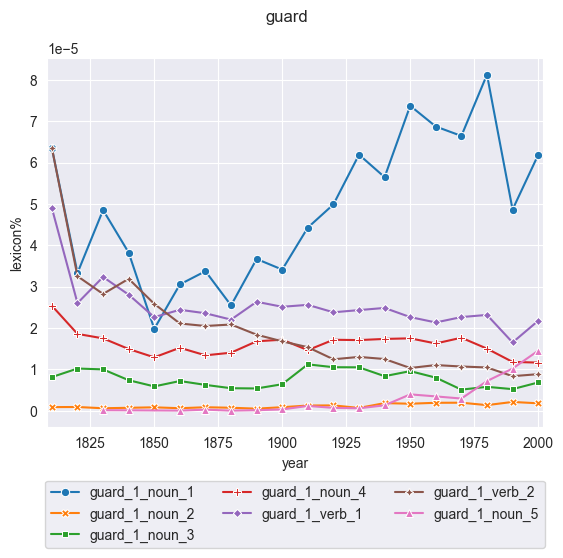 guard
1e−5
8
7
6
5
4
3
2
1
0
lexicon%
1825 1850 1875 1900 1925 1950 1975 2000
year
guard_1_noun_1 guard_1_noun_4 guard_1_verb_2
guard_1_noun_2 guard_1_verb_1 guard_1_noun_5
guard_1_noun_3